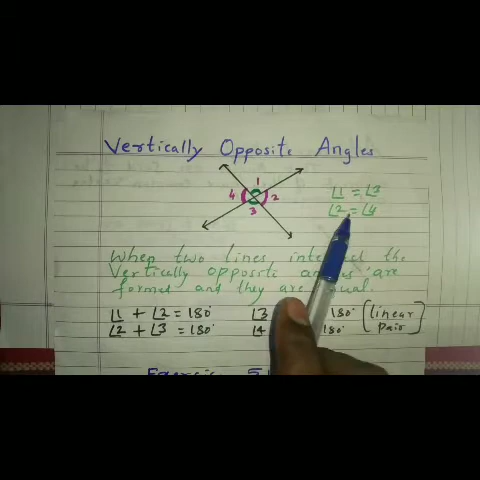 Vertically Opposite Angles
1
4 2
3
∠1 = ∠3
∠2 = ∠4
When two lines the
Vertically opposite are
formed and they are
∠1 + ∠2 = 180° ∠3 180° (linear
∠2 + ∠3 = 180° ∠4 180° pair)